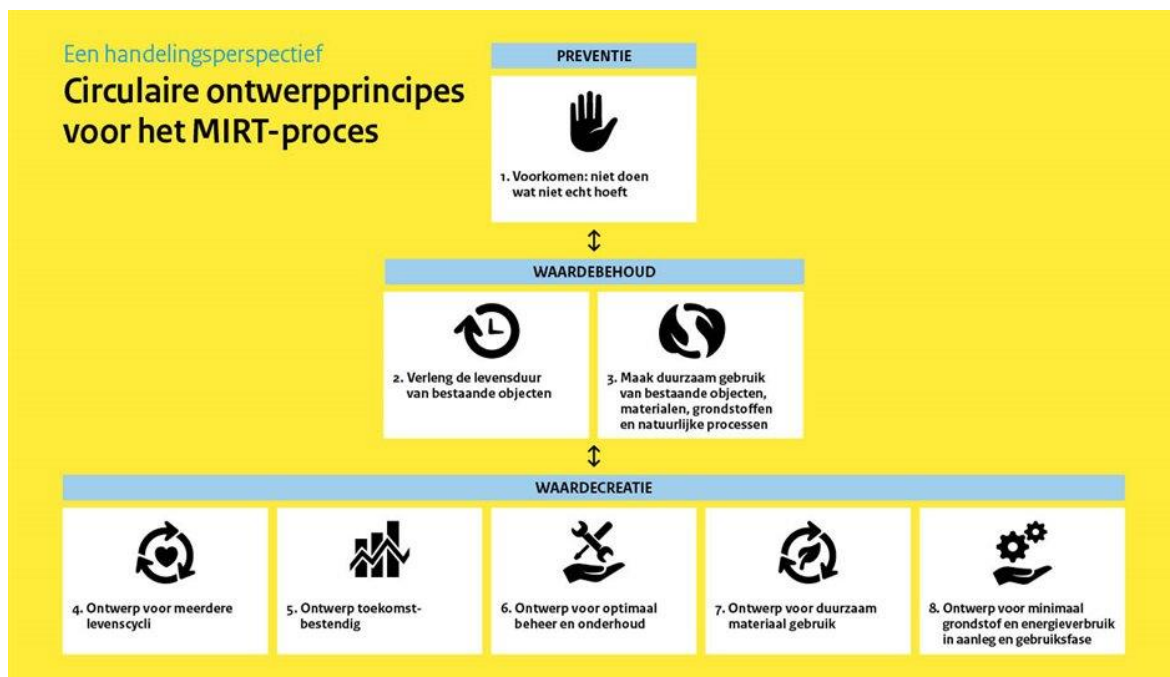 Een handelingsperspectief
Circulaire ontwerpprincipes
voor het MIRT-proces
PREVENTIE
1. Voorkomen: niet doen
wat niet echt hoeft
WAARDEBEHOUD
2. Verleng de levensduur
van bestaande objecten
3. Maak duurzaam gebruik
van bestaande objecten,
materialen, grondstoffen
en natuurlijke processen
WAARDECREATIE
4. Ontwerp voor meerdere
levenscycli
5. Ontwerp toekomst-
bestendig
6. Ontwerp voor optimaal
beheer en onderhoud
7. Ontwerp voor duurzaam
materiaal gebruik
8. Ontwerp voor minimaal
grondstof en energieverbruik
in aanleg en gebruiksfase